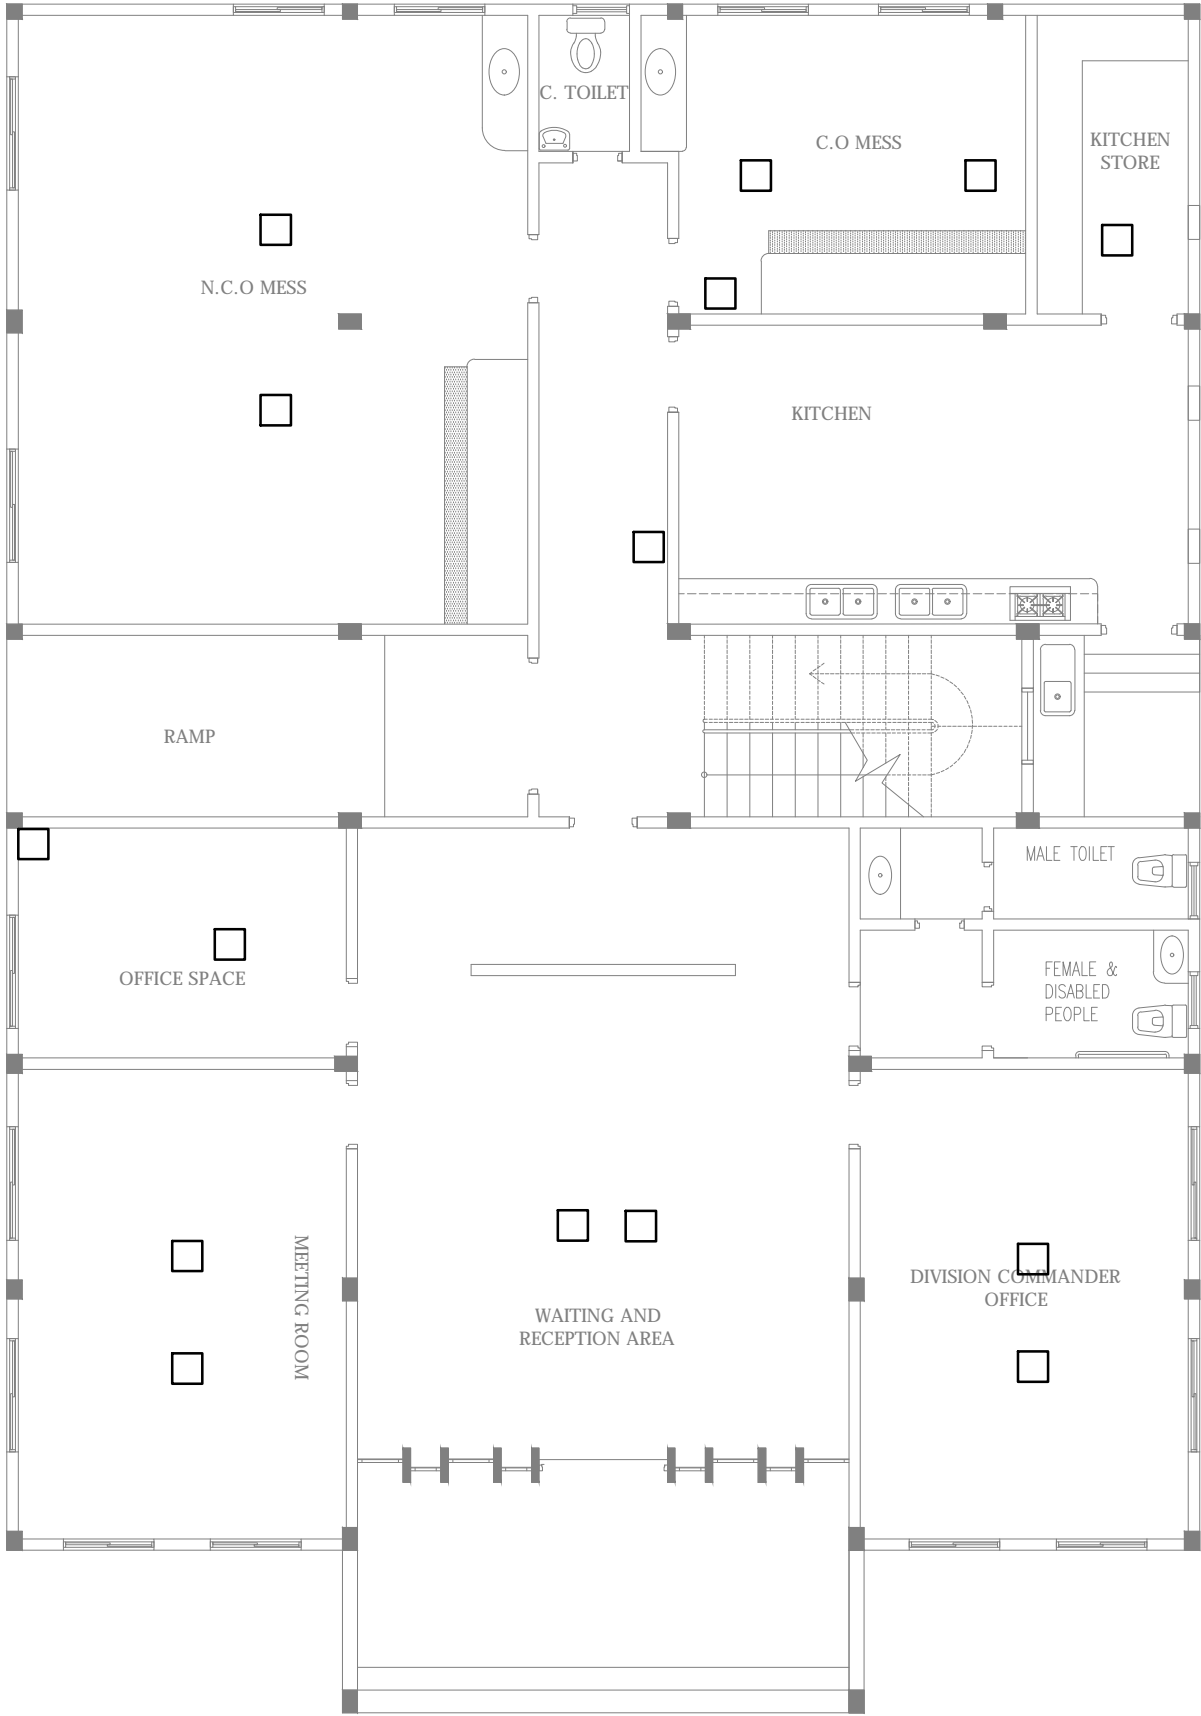 C. TOILET
C.O MESS
KITCHEN
STORE
N.C.O MESS
KITCHEN
RAMP
MALE TOILET
OFFICE SPACE
FEMALE &
DISABLED
PEOPLE
MEETING ROOM
DIVISION COMMANDER
OFFICE
WAITING AND
RECEPTION AREA